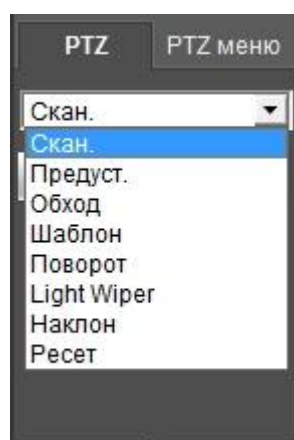 PTZ PTZ меню
Скан.
Скан.
Предуст.
Обход
Шаблон
Поворот
Light Wiper
Наклон
Ресет